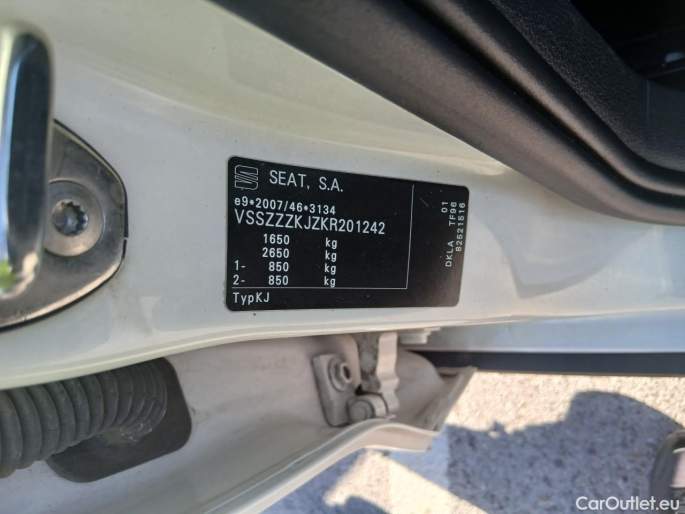 SEAT, S.A.
e9*2007/46*3134
VSSZZZKJZKR201242
1650 kg
2650 kg
1- 850 kg
2- 850 kg
TypKJ
01
DKLA TF96
82521516
CarOutlet.eu